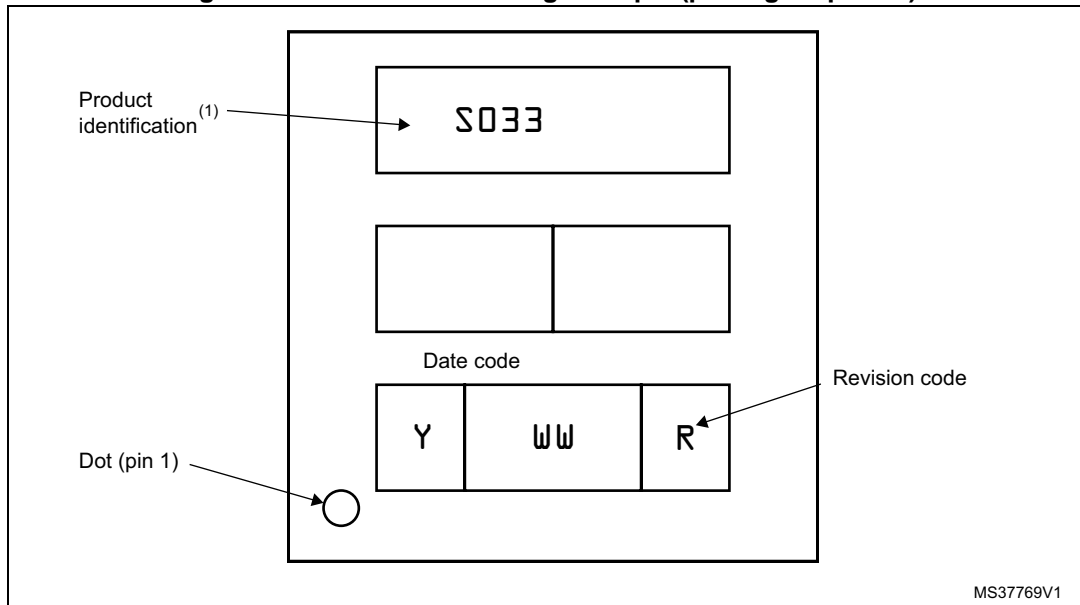 Product
identification(1)
S033
Date code
Revision code
Y WW R
Dot (pin 1)
MS37769V1